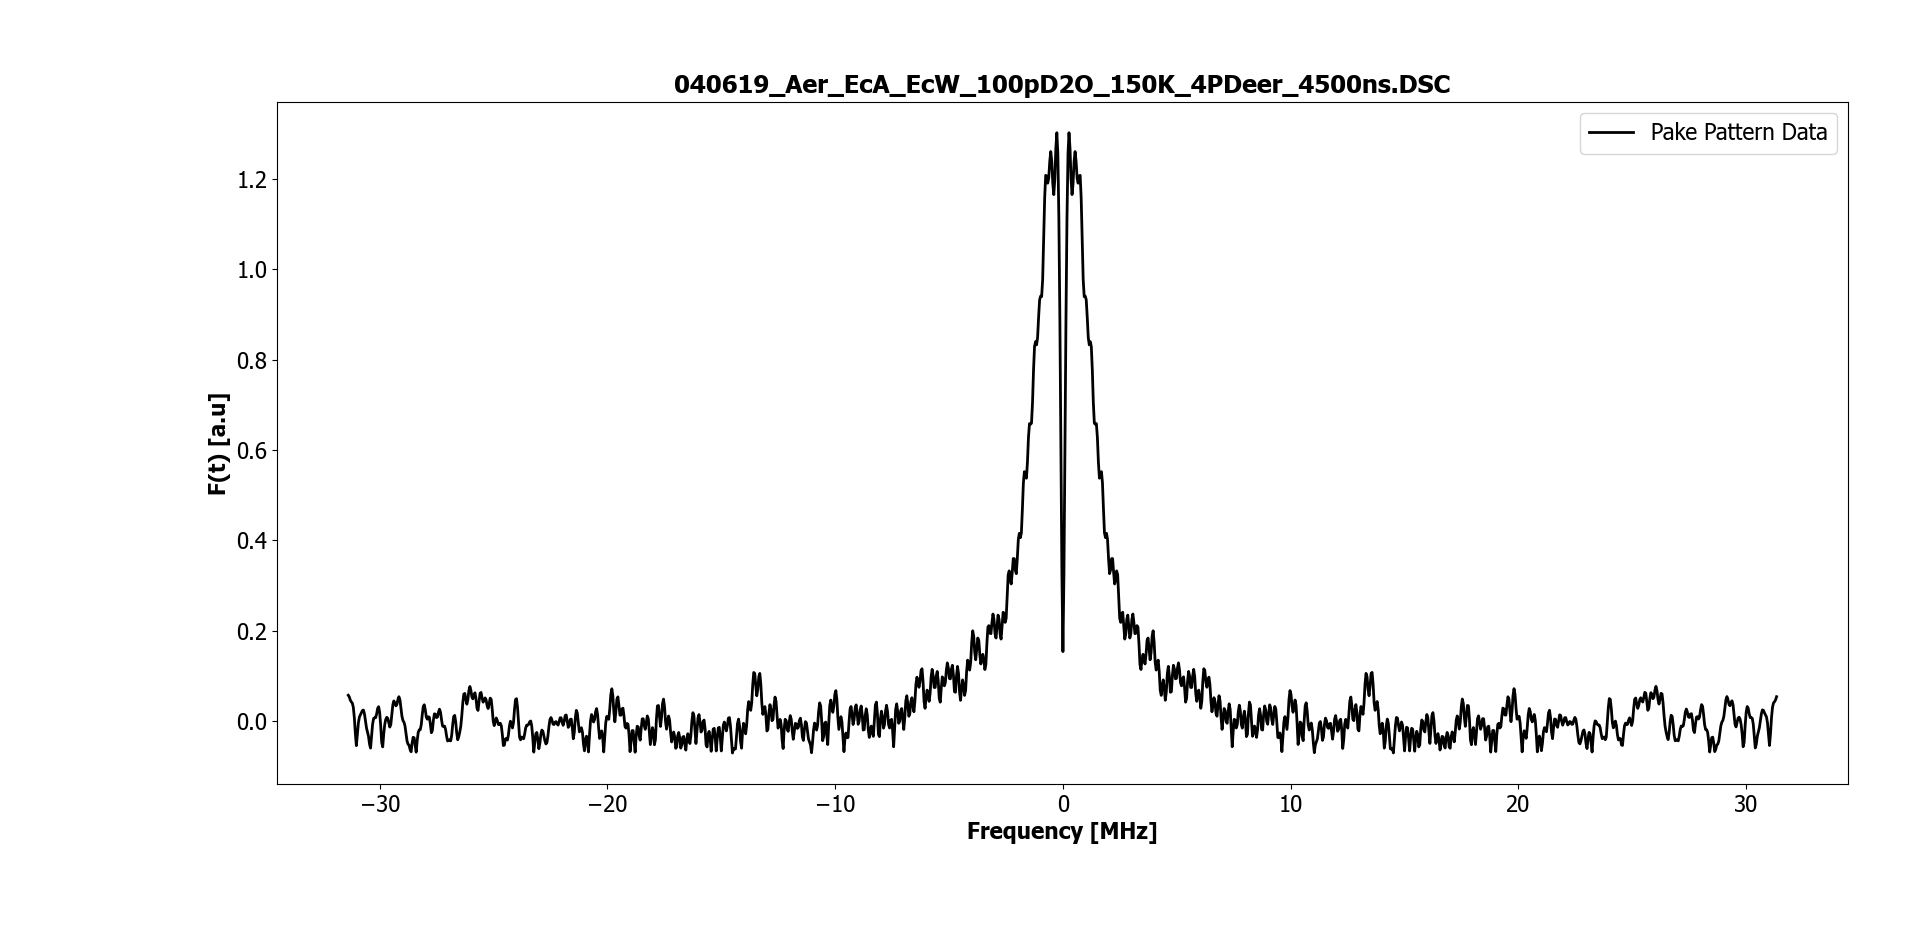 040619_Aer_EcA_EcW_100pD2O_150K_4PDeer_4500ns.DSC
Pake Pattern Data
1.2
1.0
0.8
0.6
0.4
0.2
0.0
F(t) [a.u]
−30 −20 −10 0 10 20 30
Frequency [MHz]